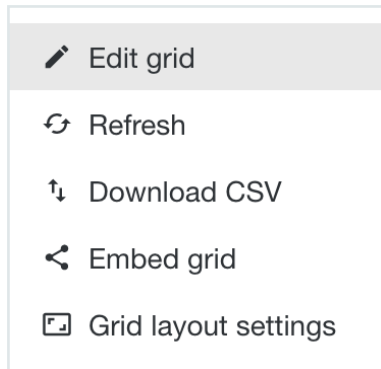 Edit grid
Refresh
Download CSV
Embed grid
Grid layout settings